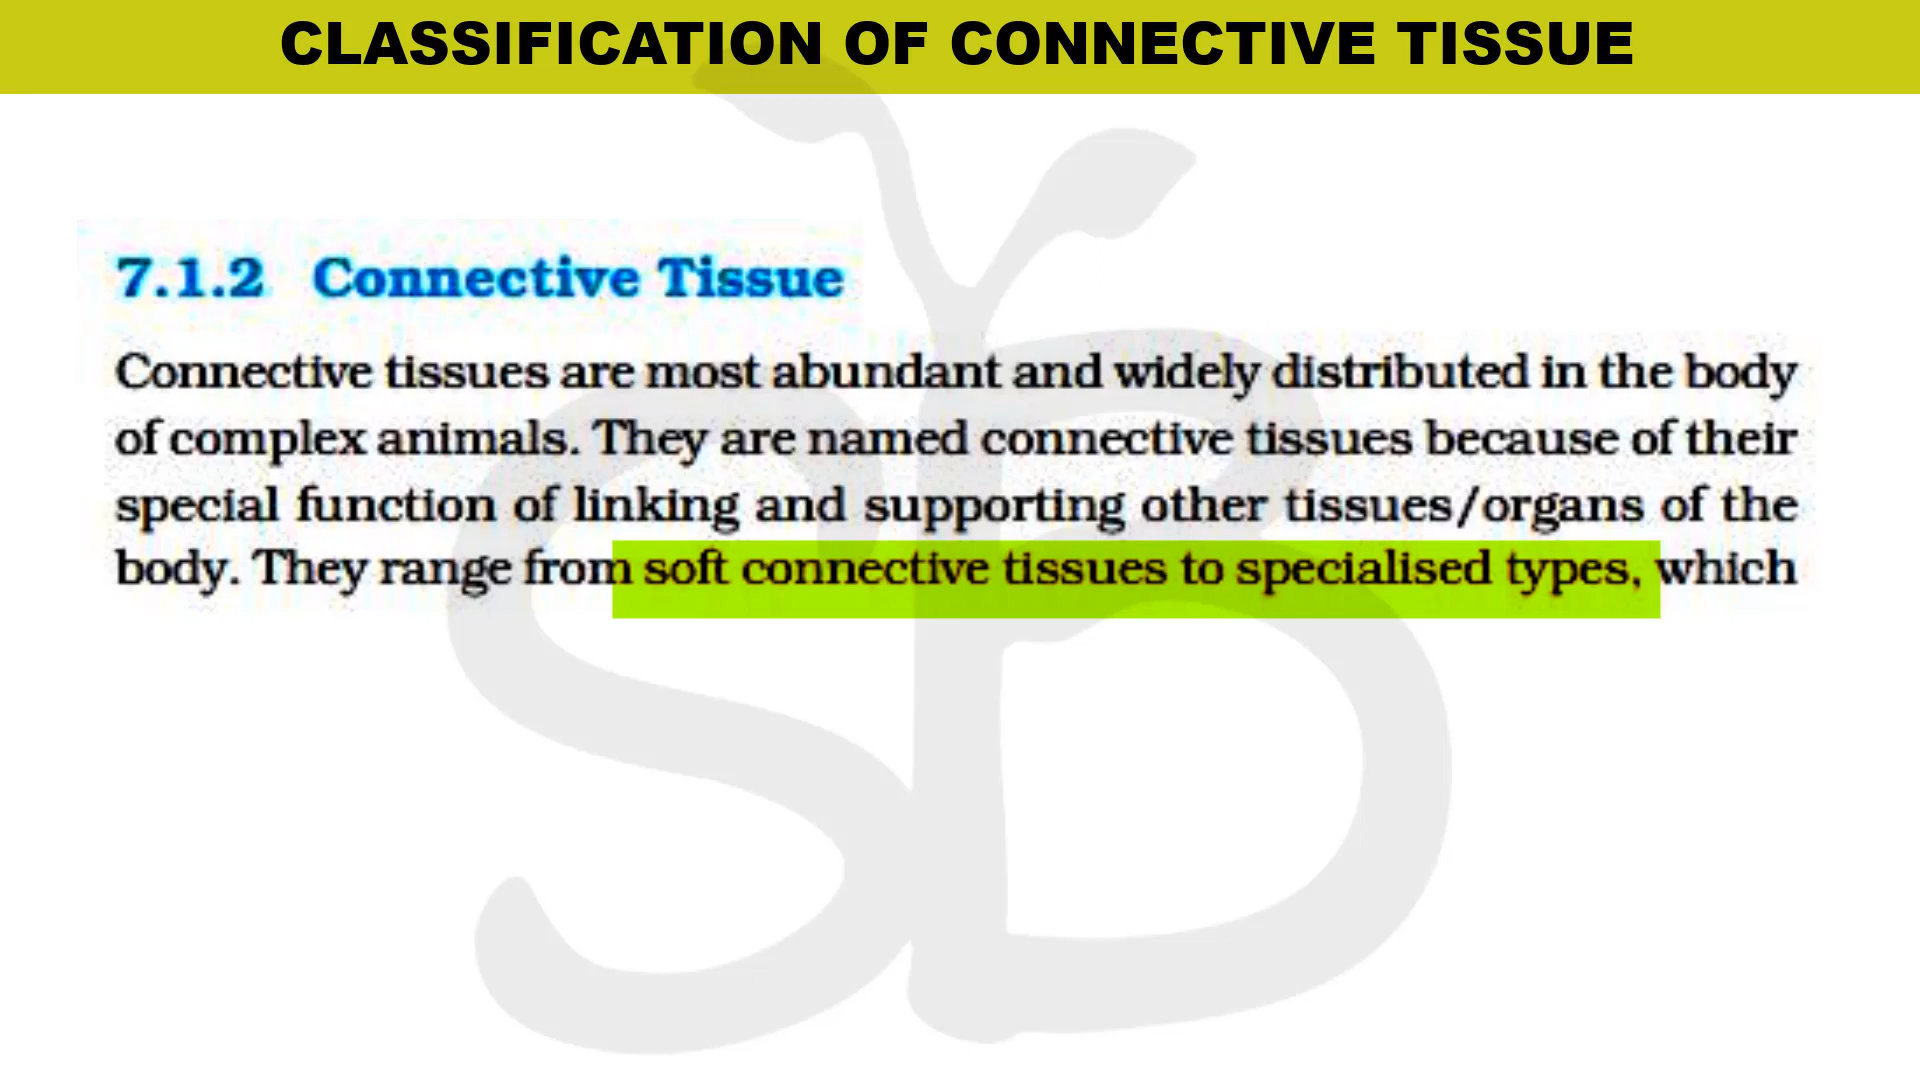 CLASSIFICATION OF CONNECTIVE TISSUE
7.1.2 Connective Tissue
Connective tissues are most abundant and widely distributed in the body
of complex animals. They are named connective tissues because of their
special function of linking and supporting other tissues/organs of the
body. They range from soft connective tissues to specialised types, which
SB